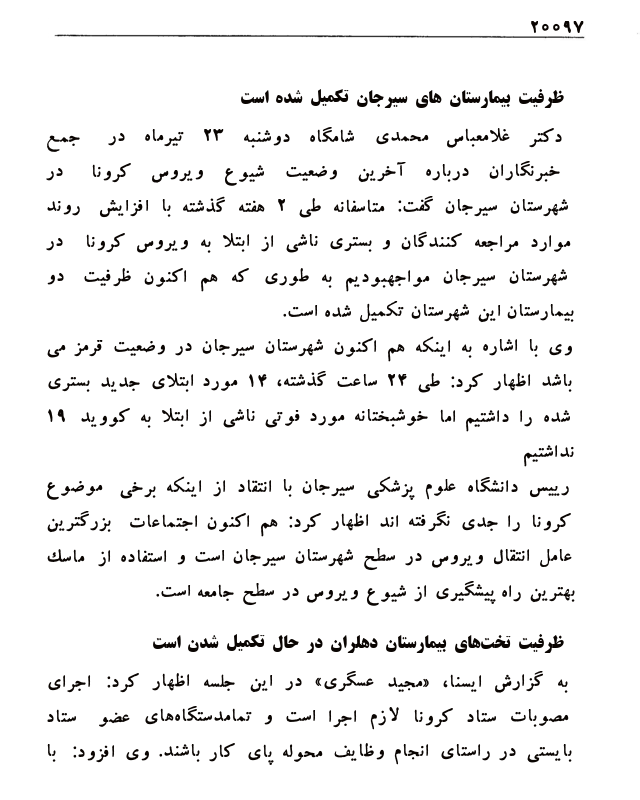 ۲۰۰۹۷
ظرفیت بیمارستان های سیرجان تکمیل شده است
دکتر غلامعباس محمدی شامگاه دوشنبه ۲۳ تیرماه در جمع
خبرنگاران درباره آخرین وضعیت شیوع ویروس کرونا در
شهرستان سیرجان گفت: متاسفانه طی ۲ هفته گذشته با افزایش روند
موارد مراجعه کنندگان و بستری ناشی از ابتلا به ویروس کرونا در
شهرستان سیرجان مواجهبودیم به طوری که هم اکنون ظرفیت دو
بیمارستان این شهرستان تکمیل شده است.
وی با اشاره به اینکه هم اکنون شهرستان سیرجان در وضعیت قرمز می
باشد اظهار کرد: طی ۲۴ ساعت گذشته، ۱۴ مورد ابتلای جدید بستری
شده را داشتیم اما خوشبختانه مورد فوتی ناشی از ابتلا به کووید ۱۹
نداشتیم
رییس دانشگاه علوم پزشکی سیرجان با انتقاد از اینکه برخی موضوع
کرونا را جدی نگرفته اند اظهار کرد: هم اکنون اجتماعات بزرگترین
عامل انتقال ویروس در سطح شهرستان سیرجان است و استفاده از ماسك
بهترین راه پیشگیری از شیوع ویروس در سطح جامعه است.
ظرفیت تخت‌های بیمارستان دهلران در حال تکمیل شدن است
به گزارش ایسنا، «مجید عسگری» در این جلسه اظهار کرد: اجرای
مصوبات ستاد کرونا لازم اجرا است و تمامدستگاه‌های عضو ستاد
بایستی در راستای انجام وظایف محوله پای کار باشند. وی افزود: با